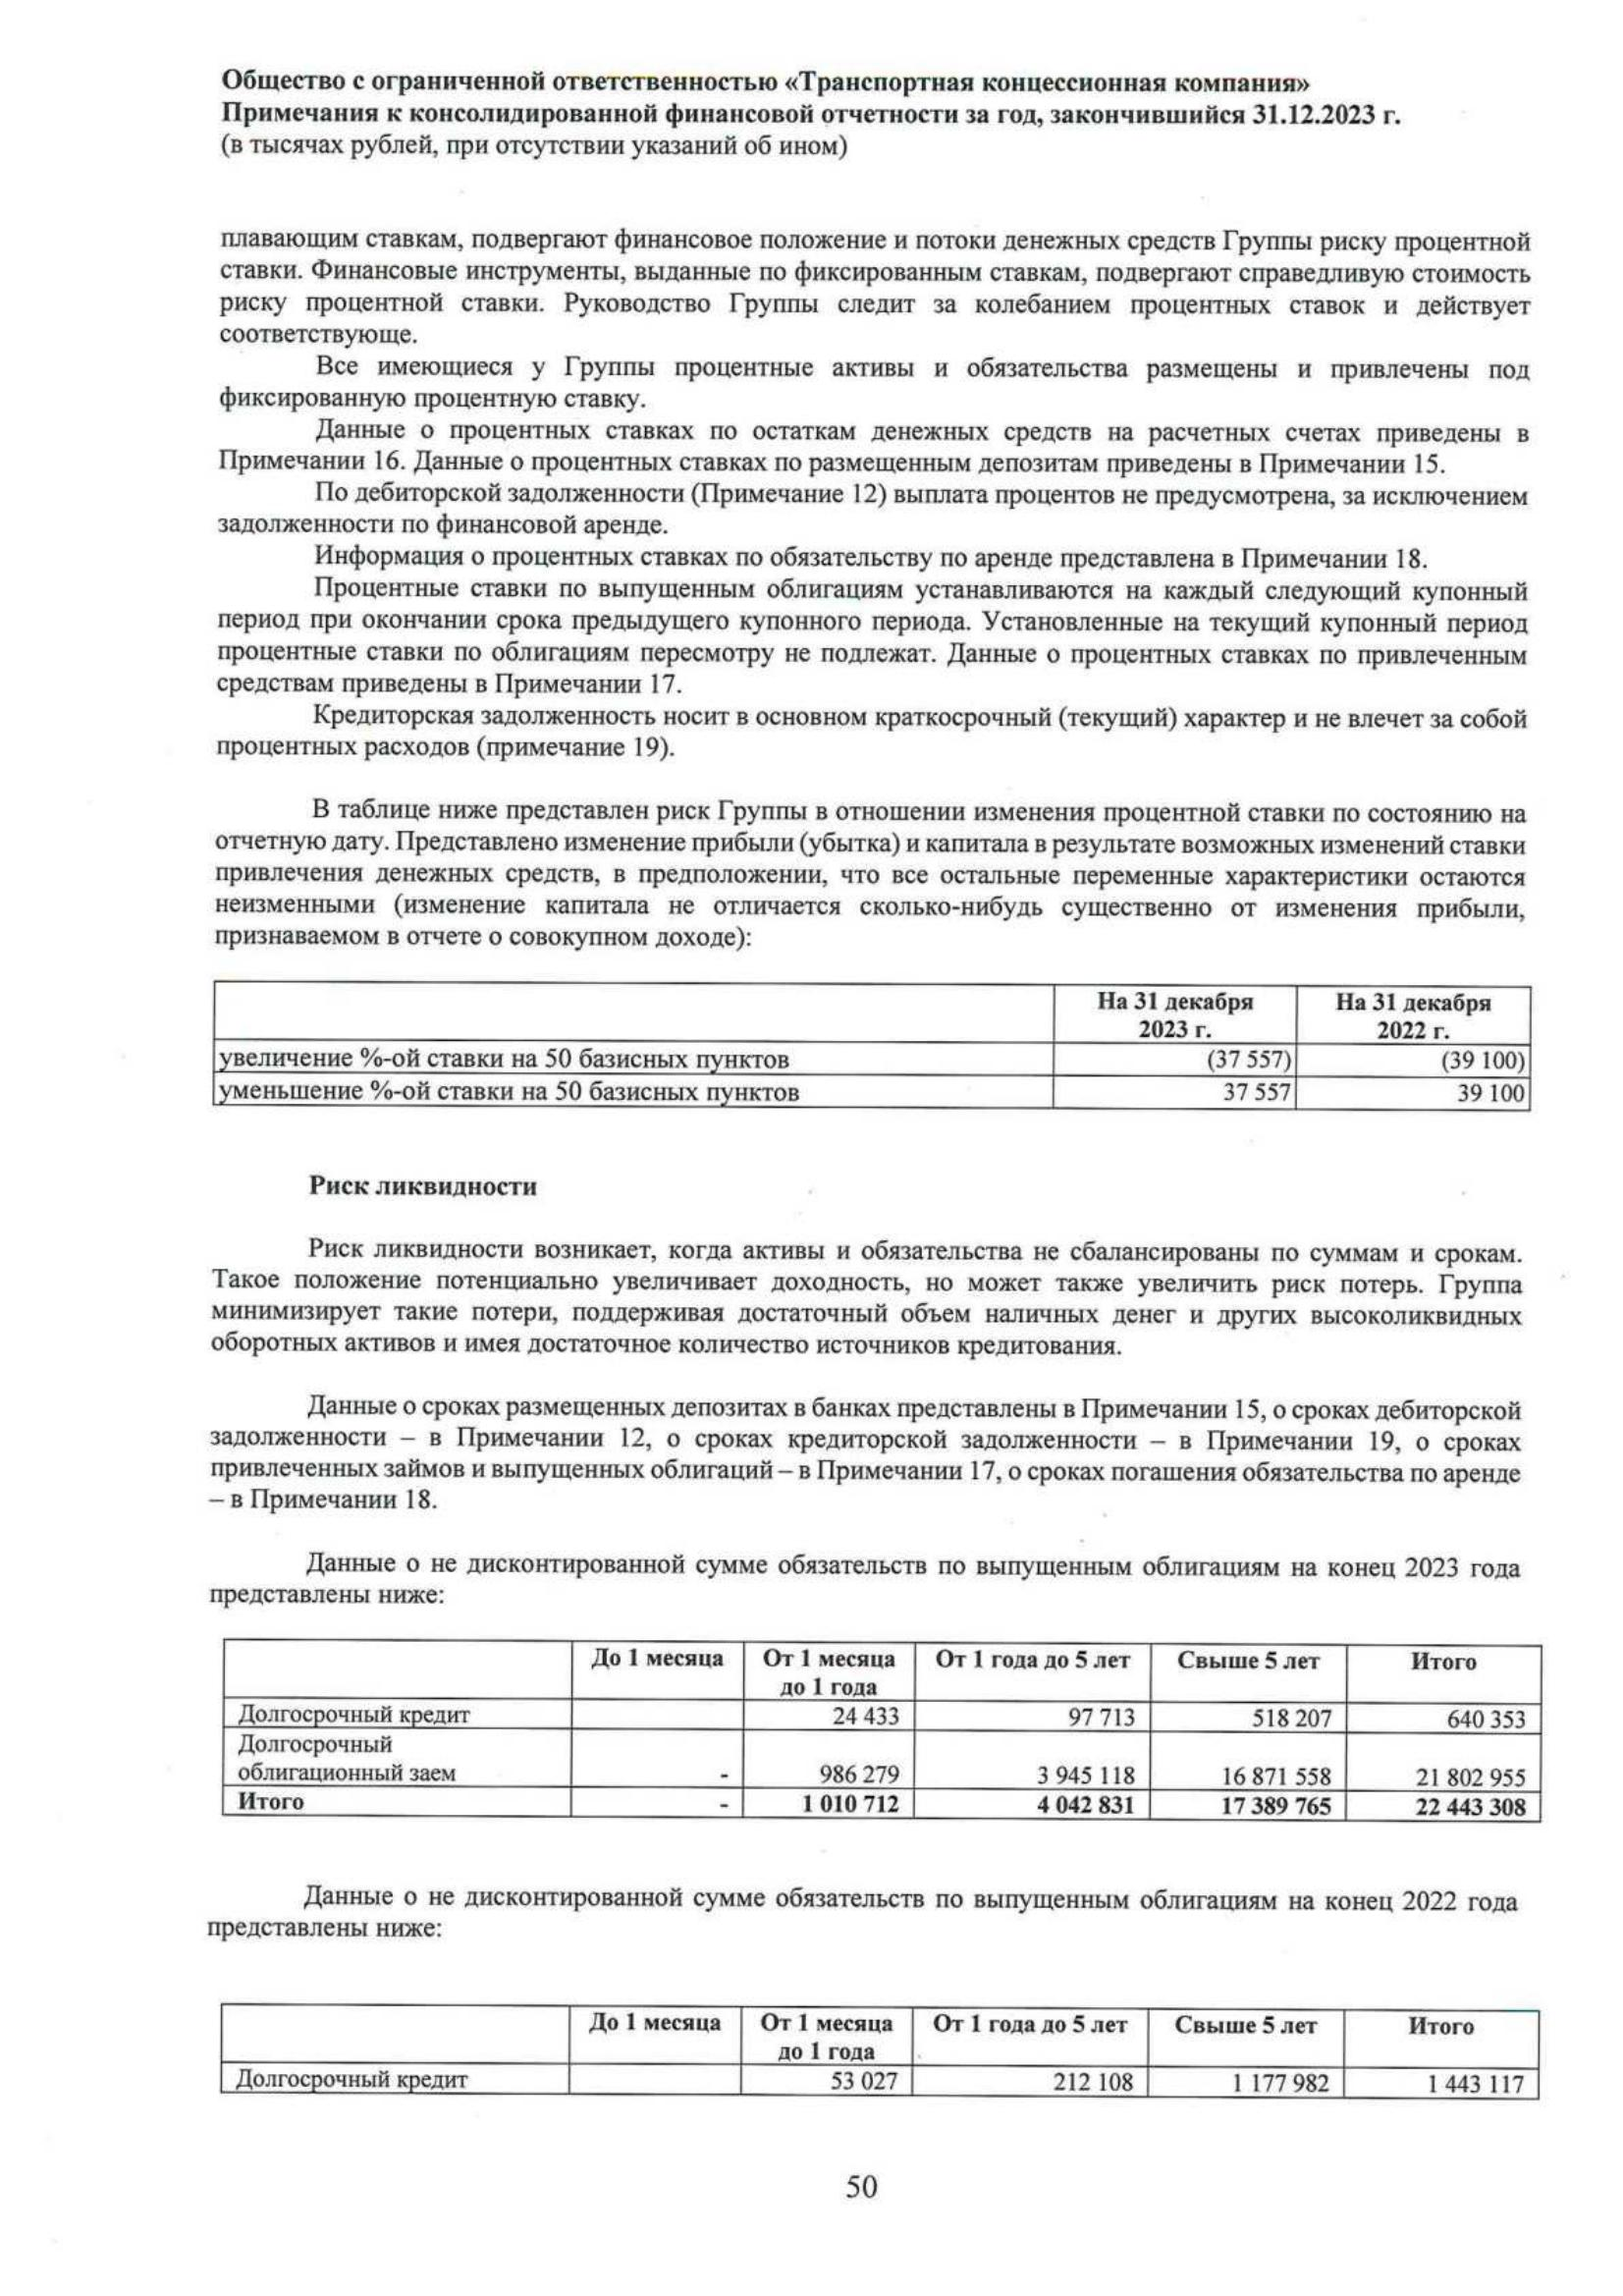 Общество с ограниченной ответственностью «Транспортная концессионная компания»
Примечания к консолидированной финансовой отчетности за год, закончившийся 31.12.2023 г.
(в тысячах рублей, при отсутствии указаний об ином)
плавающим ставкам, подвергают финансовое положение и потоки денежных средств Группы риску процентной
ставки. Финансовые инструменты, выданные по фиксированным ставкам, подвергают справедливую стоимость
риску процентной ставки. Руководство Группы следит за колебанием процентных ставок и действует
соответствующе.
Все имеющиеся у Группы процентные активы и обязательства размещены и привлечены под
фиксированную процентную ставку.
Данные о процентных ставках по остаткам денежных средств на расчетных счетах приведены в
Примечании 16. Данные о процентных ставках по размещенным депозитам приведены в Примечании 15.
По дебиторской задолженности (Примечание 12) выплата процентов не предусмотрена, за исключением
задолженности по финансовой аренде.
Информация о процентных ставках по обязательству по аренде представлена в Примечании 18.
Процентные ставки по выпущенным облигациям устанавливаются на каждый следующий купонный
период при окончании срока предыдущего купонного периода. Установленные на текущий купонный период
процентные ставки по облигациям пересмотру не подлежат. Данные о процентных ставках по привлеченным
средствам приведены в Примечании 17.
Кредиторская задолженность носит в основном краткосрочный (текущий) характер и не влечет за собой
процентных расходов (примечание 19).
В таблице ниже представлен риск Группы в отношении изменения процентной ставки по состоянию на
отчетную дату. Представлено изменение прибыли (убытка) и капитала в результате возможных изменений ставки
привлечения денежных средств, в предположении, что все остальные переменные характеристики остаются
неизменными (изменение капитала не отличается сколько-нибудь существенно от изменения прибыли,
признаваемом в отчете о совокупном доходе):
На 31 декабря 2023 г. На 31 декабря 2022 г.
увеличение %-ой ставки на 50 базисных пунктов (37 557) (39 100)
уменьшение %-ой ставки на 50 базисных пунктов 37 557 39 100
Риск ликвидности
Риск ликвидности возникает, когда активы и обязательства не сбалансированы по суммам и срокам.
Такое положение потенциально увеличивает доходность, но может также увеличить риск потерь. Группа
минимизирует такие потери, поддерживая достаточный объем наличных денег и других высоколиквидных
оборотных активов и имея достаточное количество источников кредитования.
Данные о сроках размещенных депозитах в банках представлены в Примечании 15, о сроках дебиторской
задолженности – в Примечании 12, о сроках кредиторской задолженности – в Примечании 19, о сроках
привлеченных займов и выпущенных облигаций – в Примечании 17, о сроках погашения обязательства по аренде
– в Примечании 18.
Данные о не дисконтированной сумме обязательств по выпущенным облигациям на конец 2023 года
представлены ниже:
До 1 месяца От 1 месяца до 1 года От 1 года до 5 лет Свыше 5 лет Итого
Долгосрочный кредит 24 433 97 713 518 207 640 353
Долгосрочный
облигационный заем - 986 279 3 945 118 16 871 558 21 802 955
Итого - 1 010 712 4 042 831 17 389 765 22 443 308
Данные о не дисконтированной сумме обязательств по выпущенным облигациям на конец 2022 года
представлены ниже:
До 1 месяца От 1 месяца до 1 года От 1 года до 5 лет Свыше 5 лет Итого
Долгосрочный кредит 53 027 212 108 1 177 982 1 443 117
50